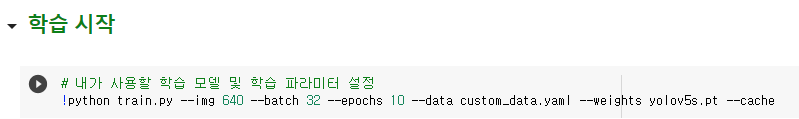 학습 시작
# 내가 사용할 학습 모델 및 학습 파라미터 설정
!python train.py --img 640 --batch 32 --epochs 10 --data custom_data.yaml --weights yolov5s.pt --cache